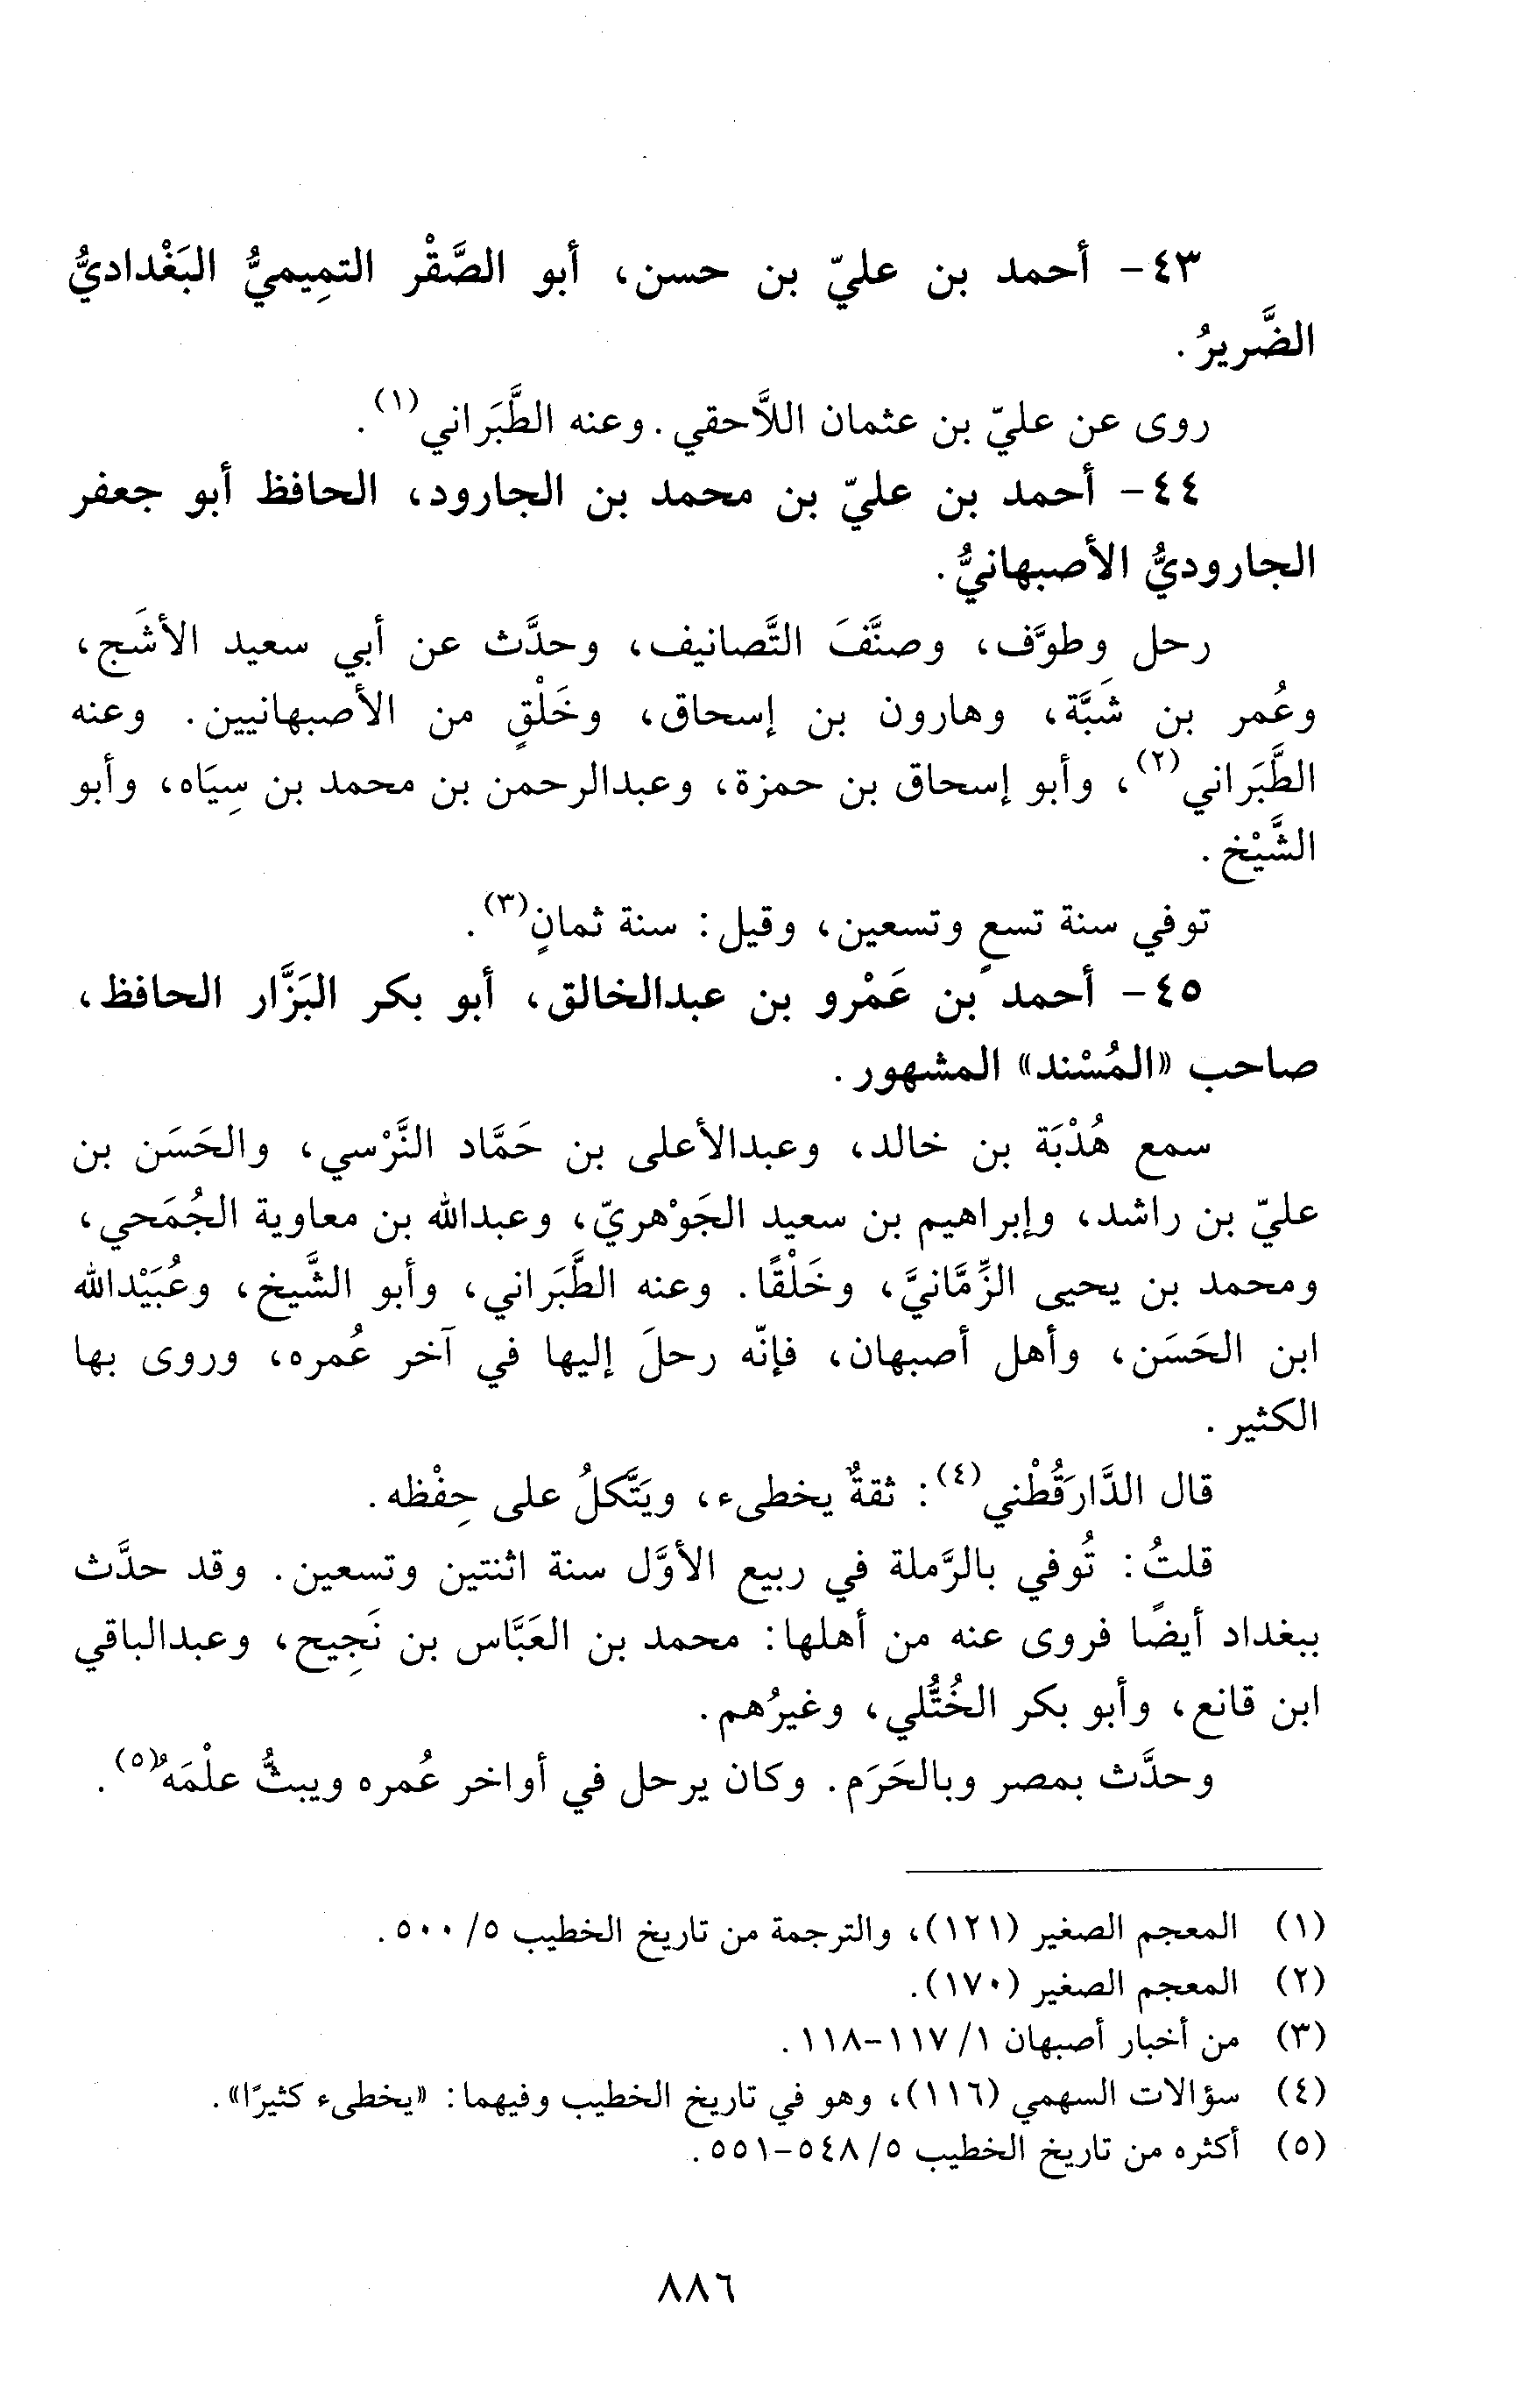 ٤٣- أحمد بن عليّ بن حسن، أبو الصَّقْر التمِيميُّ البَغْداديُّ
الضَّريرُ.
روى عن عليّ بن عثمان اللاَّحقي. وعنه الطَّبَراني(١).
٤٤- أحمد بن عليّ بن محمد بن الجارود، الحافظ أبو جعفر
الجاروديُّ الأصبهانيُّ.
رحل وطوَّف، وصنَّفَ التَّصانيف، وحدَّث عن أبي سعيد الأشَج،
وعُمر بن شَبَّة، وهارون بن إسحاق، وخَلْقٍ من الأصبهانيين. وعنه
الطَّبَراني(٢)، وأبو إسحاق بن حمزة، وعبدالرحمن بن محمد بن سِيَاه، وأبو
الشَّيْخ.
توفي سنة تسعٍ وتسعين، وقيل: سنة ثمانٍ(٣).
٤٥- أحمد بن عَمْرو بن عبدالخالق، أبو بكر البَزَّار الحافظ،
صاحب «المُسْند» المشهور.
سمع هُدْبَة بن خالد، وعبدالأعلى بن حَمَّاد النَّرْسي، والحَسَن بن
عليّ بن راشد، وإبراهيم بن سعيد الجَوْهريّ، وعبدالله بن معاوية الجُمَحي،
ومحمد بن يحيى الزِّمَّانيَّ، وخَلْقًا. وعنه الطَّبَراني، وأبو الشَّيخ، وعُبَيْدالله
ابن الحَسَن، وأهل أصبهان، فإنّه رحلَ إليها في آخر عُمره، وروى بها
الكثير.
قال الدَّارَقُطْني(٤): ثقةٌ يخطىء، ويَتَّكلُ على حِفْظه.
قلتُ: تُوفي بالرَّملة في ربيع الأوَّل سنة اثنتين وتسعين. وقد حدَّث
ببغداد أيضًا فروى عنه من أهلها: محمد بن العَبَّاس بن نَجِيح، وعبدالباقي
ابن قانع، وأبو بكر الخُتُّلي، وغيرُهم.
وحدَّث بمصر وبالحَرَم. وكان يرحل في أواخر عُمره ويبثُّ علْمَهُ(٥).
(١) المعجم الصغير (١٢١)، والترجمة من تاريخ الخطيب ٥/ ٥٠٠.
(٢) المعجم الصغير (١٧٠).
(٣) من أخبار أصبهان ١/ ١١٧-١١٨.
(٤) سؤالات السهمي (١١٦)، وهو في تاريخ الخطيب وفيهما: «يخطىء كثيرًا».
(٥) أكثره من تاريخ الخطيب ٥/ ٥٤٨-٥٥١.
٨٨٦